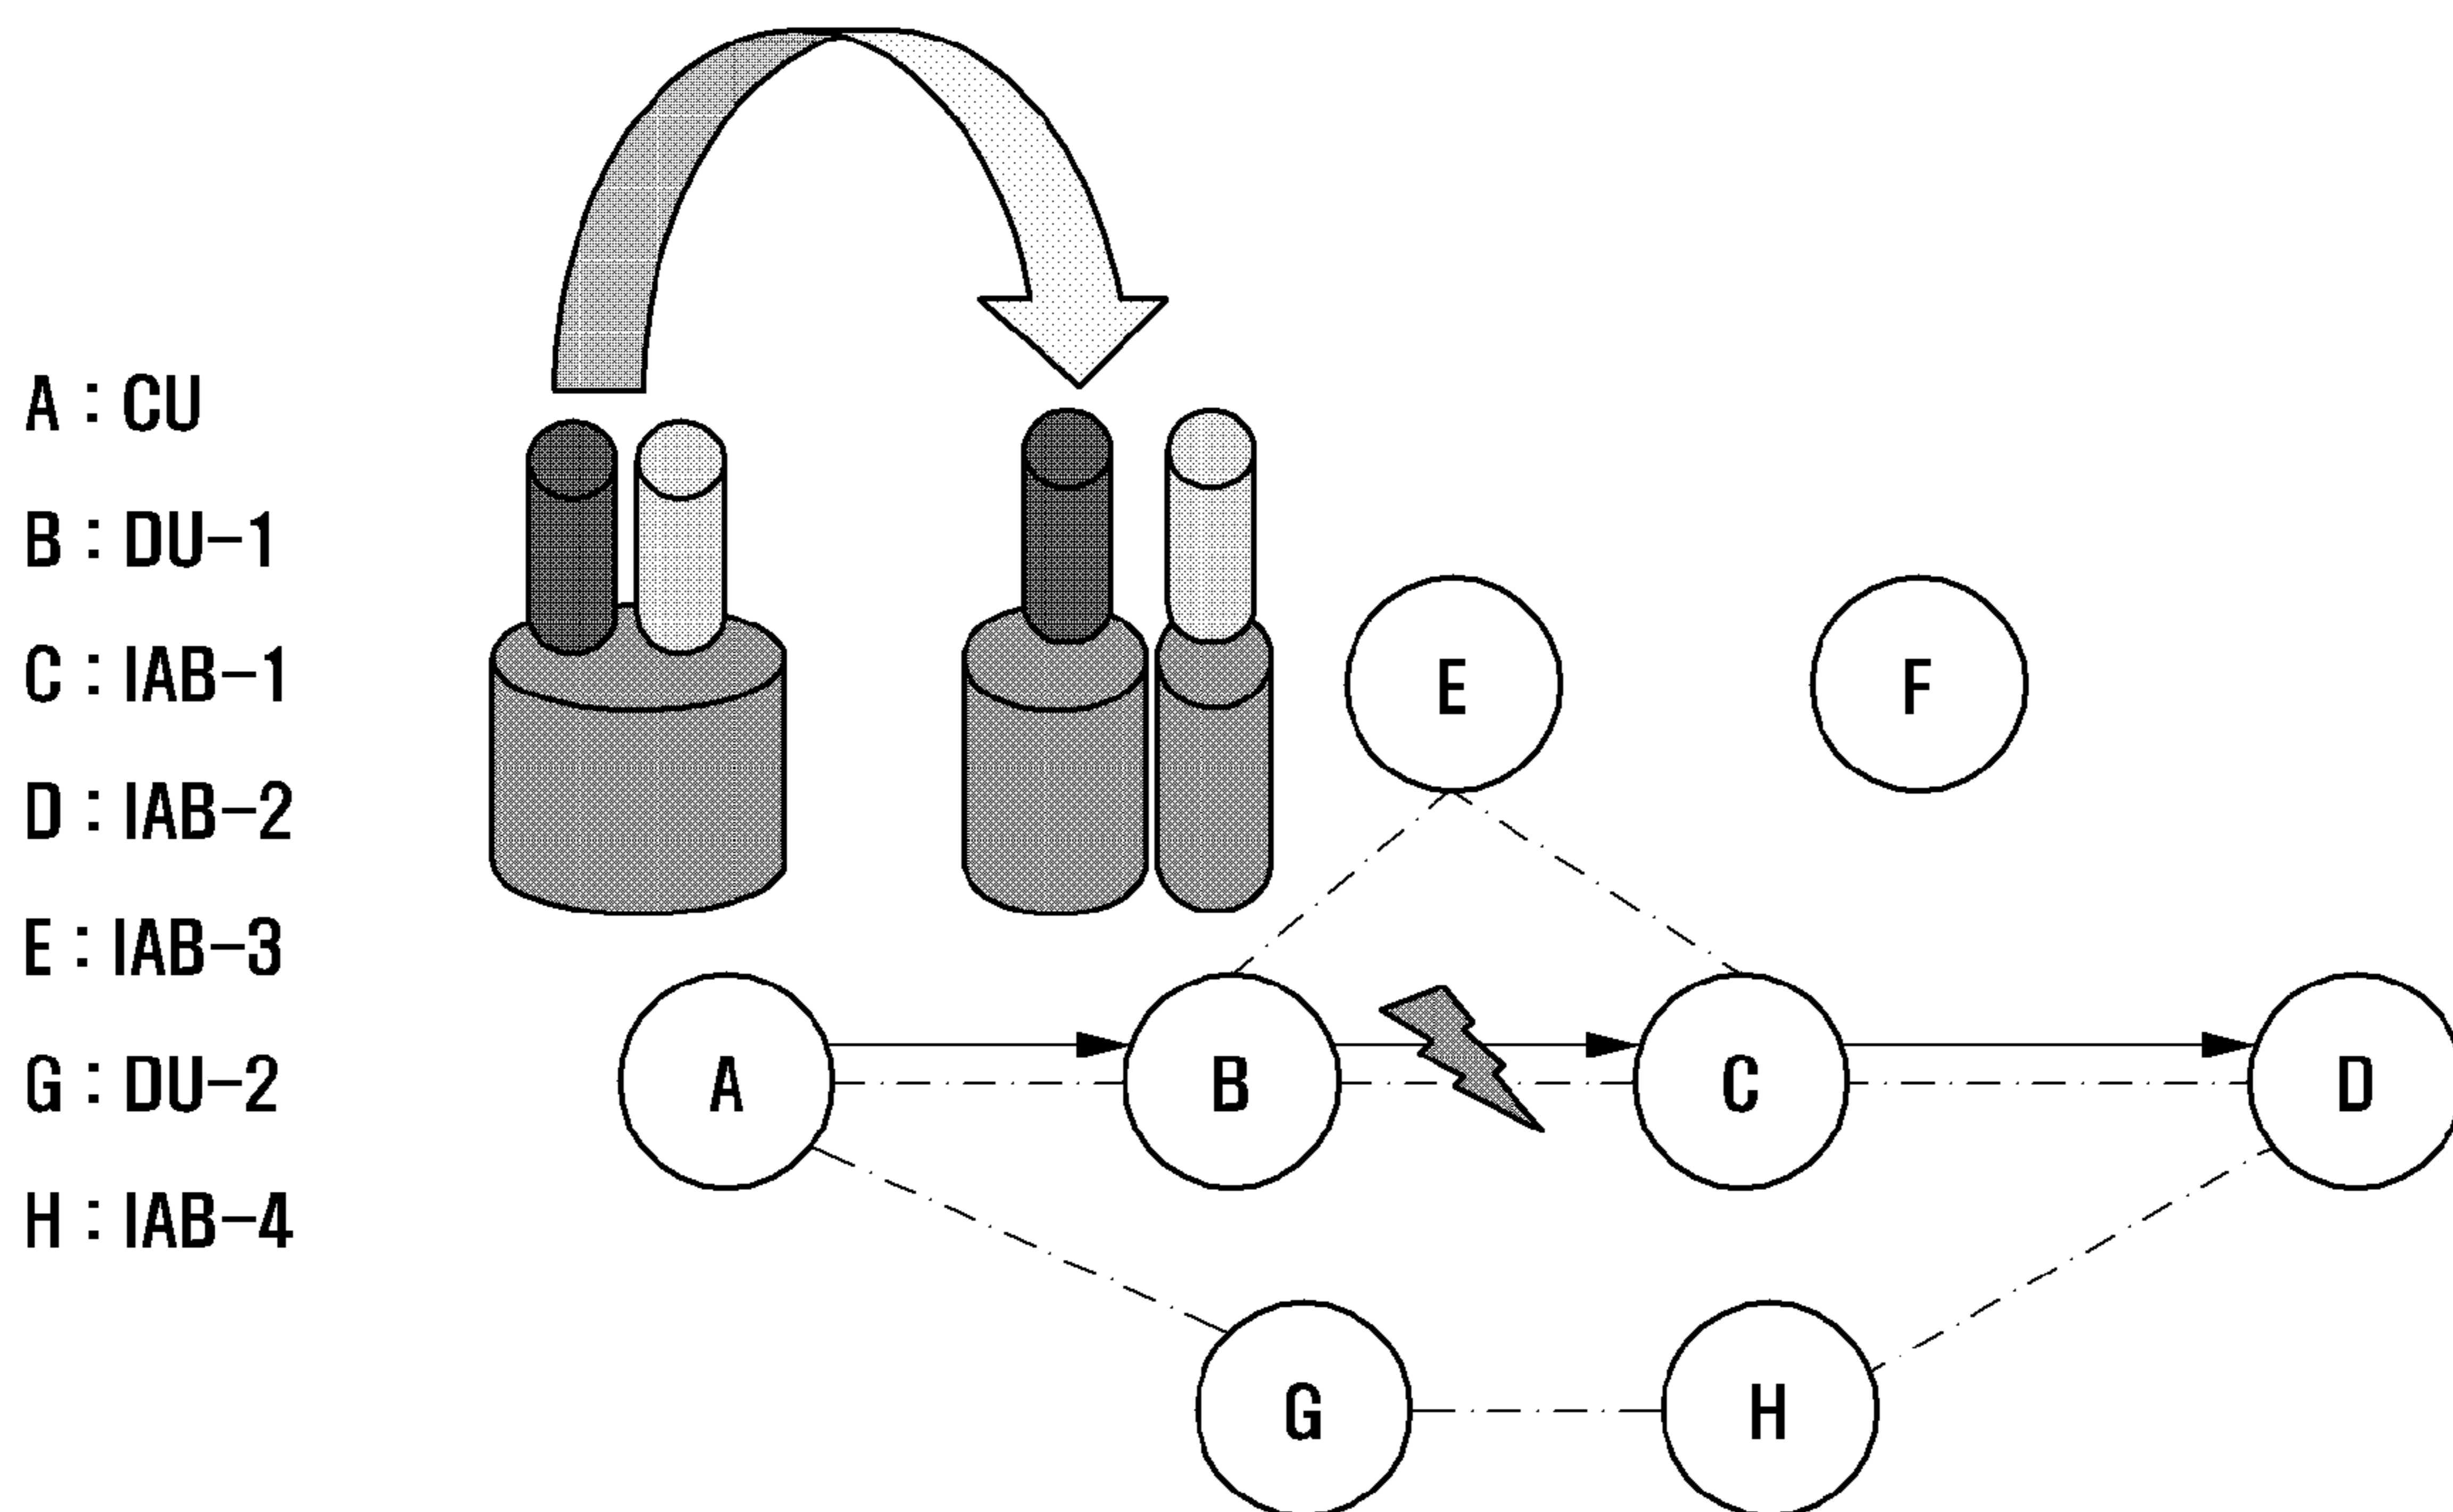 A : CU
B : DU-1
C : IAB-1
D : IAB-2
E : IAB-3
G : DU-2
H : IAB-4
E
F
A
B
C
D
G
H